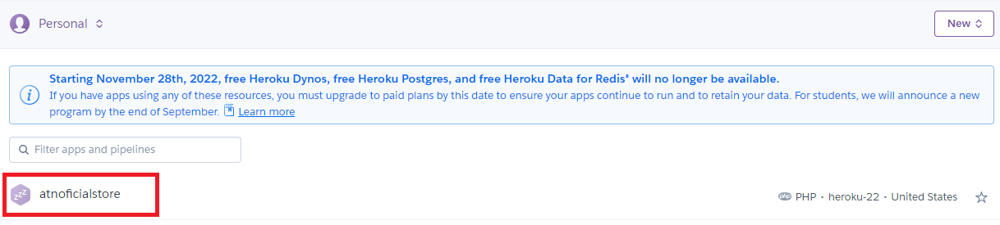 Personal
New
Starting November 28th, 2022, free Heroku Dynos, free Heroku Postgres, and free Heroku Data for Redis® will no longer be available.
If you have apps using any of these resources, you must upgrade to paid plans by this date to ensure your apps continue to run and to retain your data. For students, we will announce a new
program by the end of September. Learn more
Filter apps and pipelines
zzz atnoficialstore
php PHP · heroku-22 · United States